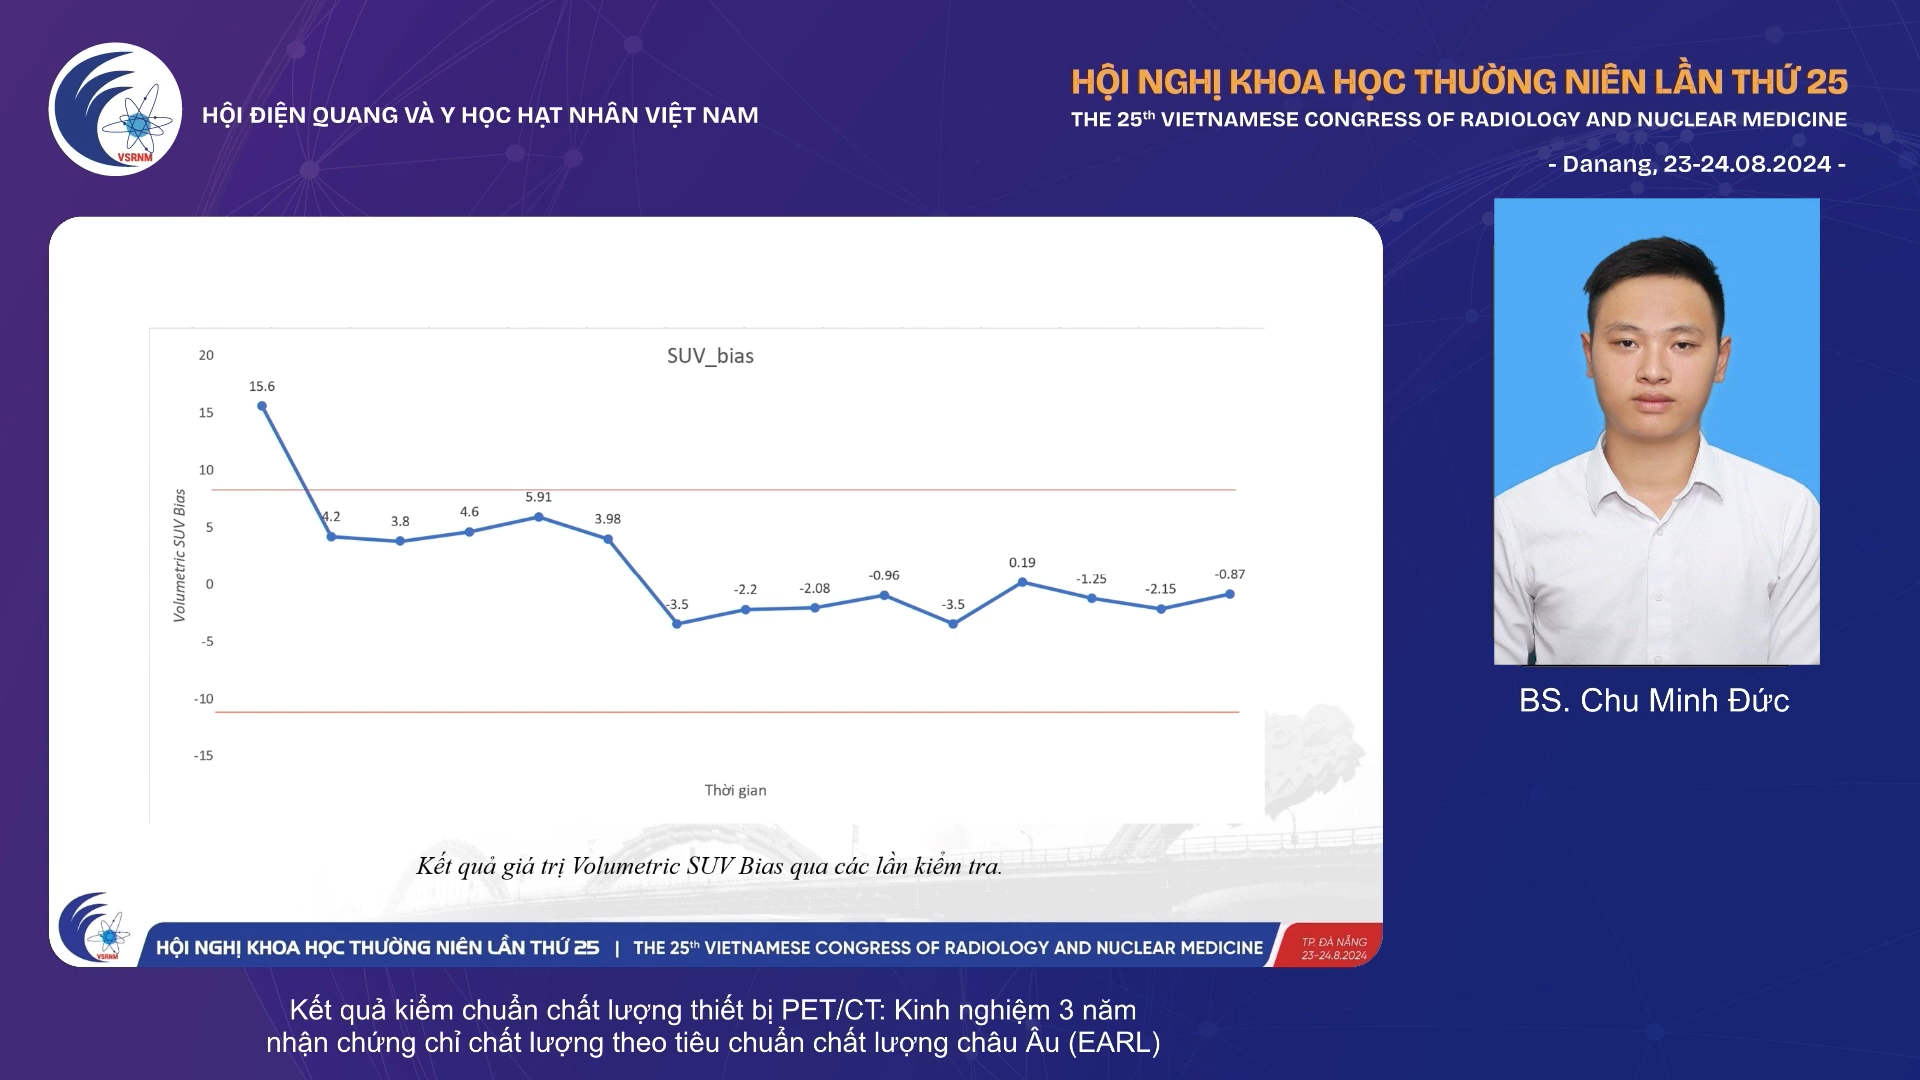 VSRNM
HỘI ĐIỆN QUANG VÀ Y HỌC HẠT NHÂN VIỆT NAM
HỘI NGHỊ KHOA HỌC THƯỜNG NIÊN LẦN THỨ 25
THE 25th VIETNAMESE CONGRESS OF RADIOLOGY AND NUCLEAR MEDICINE
- Danang, 23-24.08.2024 -
SUV_bias
Volumetric SUV Bias
20
15
10
5
0
-5
-10
-15
15.6
4.2
3.8
4.6
5.91
3.98
-3.5
-2.2
-2.08
-0.96
-3.5
0.19
-1.25
-2.15
-0.87
Thời gian
Kết quả giá trị Volumetric SUV Bias qua các lần kiểm tra.
VSRNM
HỘI NGHỊ KHOA HỌC THƯỜNG NIÊN LẦN THỨ 25 | THE 25th VIETNAMESE CONGRESS OF RADIOLOGY AND NUCLEAR MEDICINE
TP. ĐÀ NẴNG
23-24.8.2024
BS. Chu Minh Đức
Kết quả kiểm chuẩn chất lượng thiết bị PET/CT: Kinh nghiệm 3 năm
nhận chứng chỉ chất lượng theo tiêu chuẩn chất lượng châu Âu (EARL)